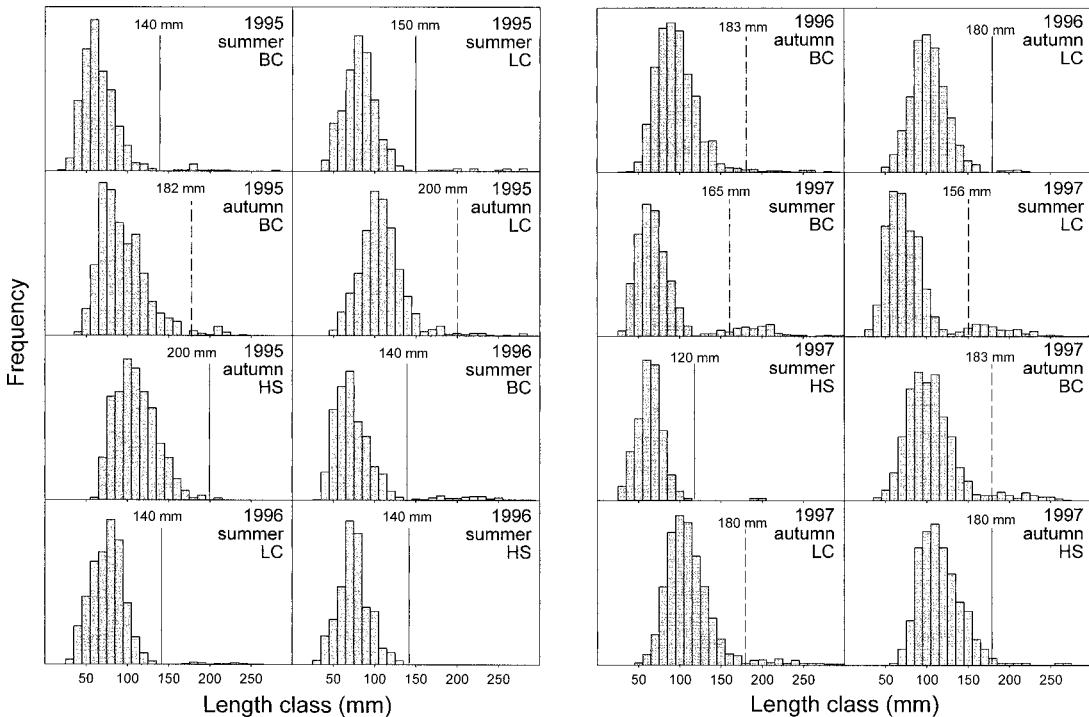 140 mm
1995
summer
BC
150 mm
1995
summer
LC
182 mm
1995
autumn
BC
200 mm
1995
autumn
LC
200 mm
1995
autumn
HS
140 mm
1996
summer
BC
140 mm
1996
summer
LC
140 mm
1996
summer
HS
Frequency
50 100 150 200 250
50 100 150 200 250
Length class (mm)
183 mm
1996
autumn
BC
180 mm
1996
autumn
LC
165 mm
1997
summer
BC
156 mm
1997
summer
LC
120 mm
1997
summer
HS
183 mm
1997
autumn
BC
180 mm
1997
autumn
LC
180 mm
1997
autumn
HS
50 100 150 200 250
50 100 150 200 250
Length class (mm)